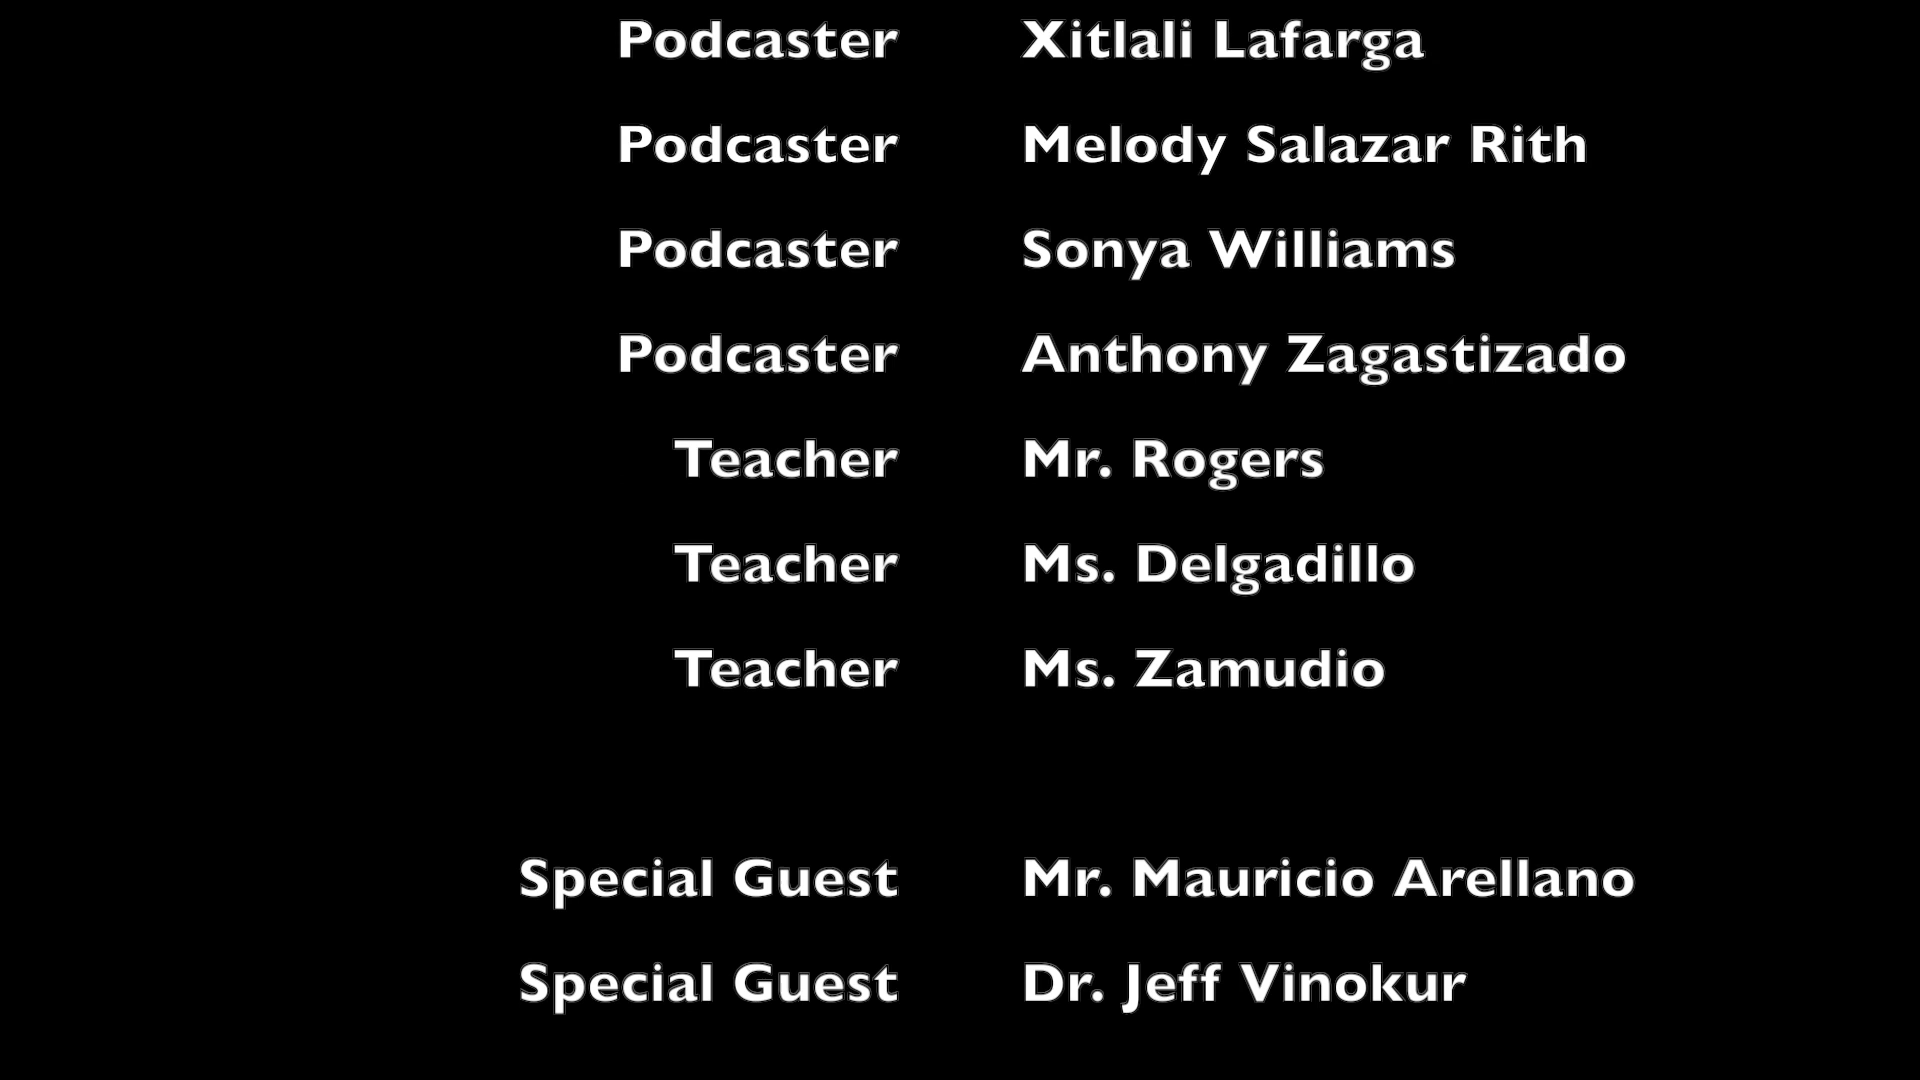 Podcaster Xitlali Lafarga
Podcaster Melody Salazar Rith
Podcaster Sonya Williams
Podcaster Anthony Zagastizado
Teacher Mr. Rogers
Teacher Ms. Delgadillo
Teacher Ms. Zamudio
Special Guest Mr. Mauricio Arellano
Special Guest Dr. Jeff Vinokur